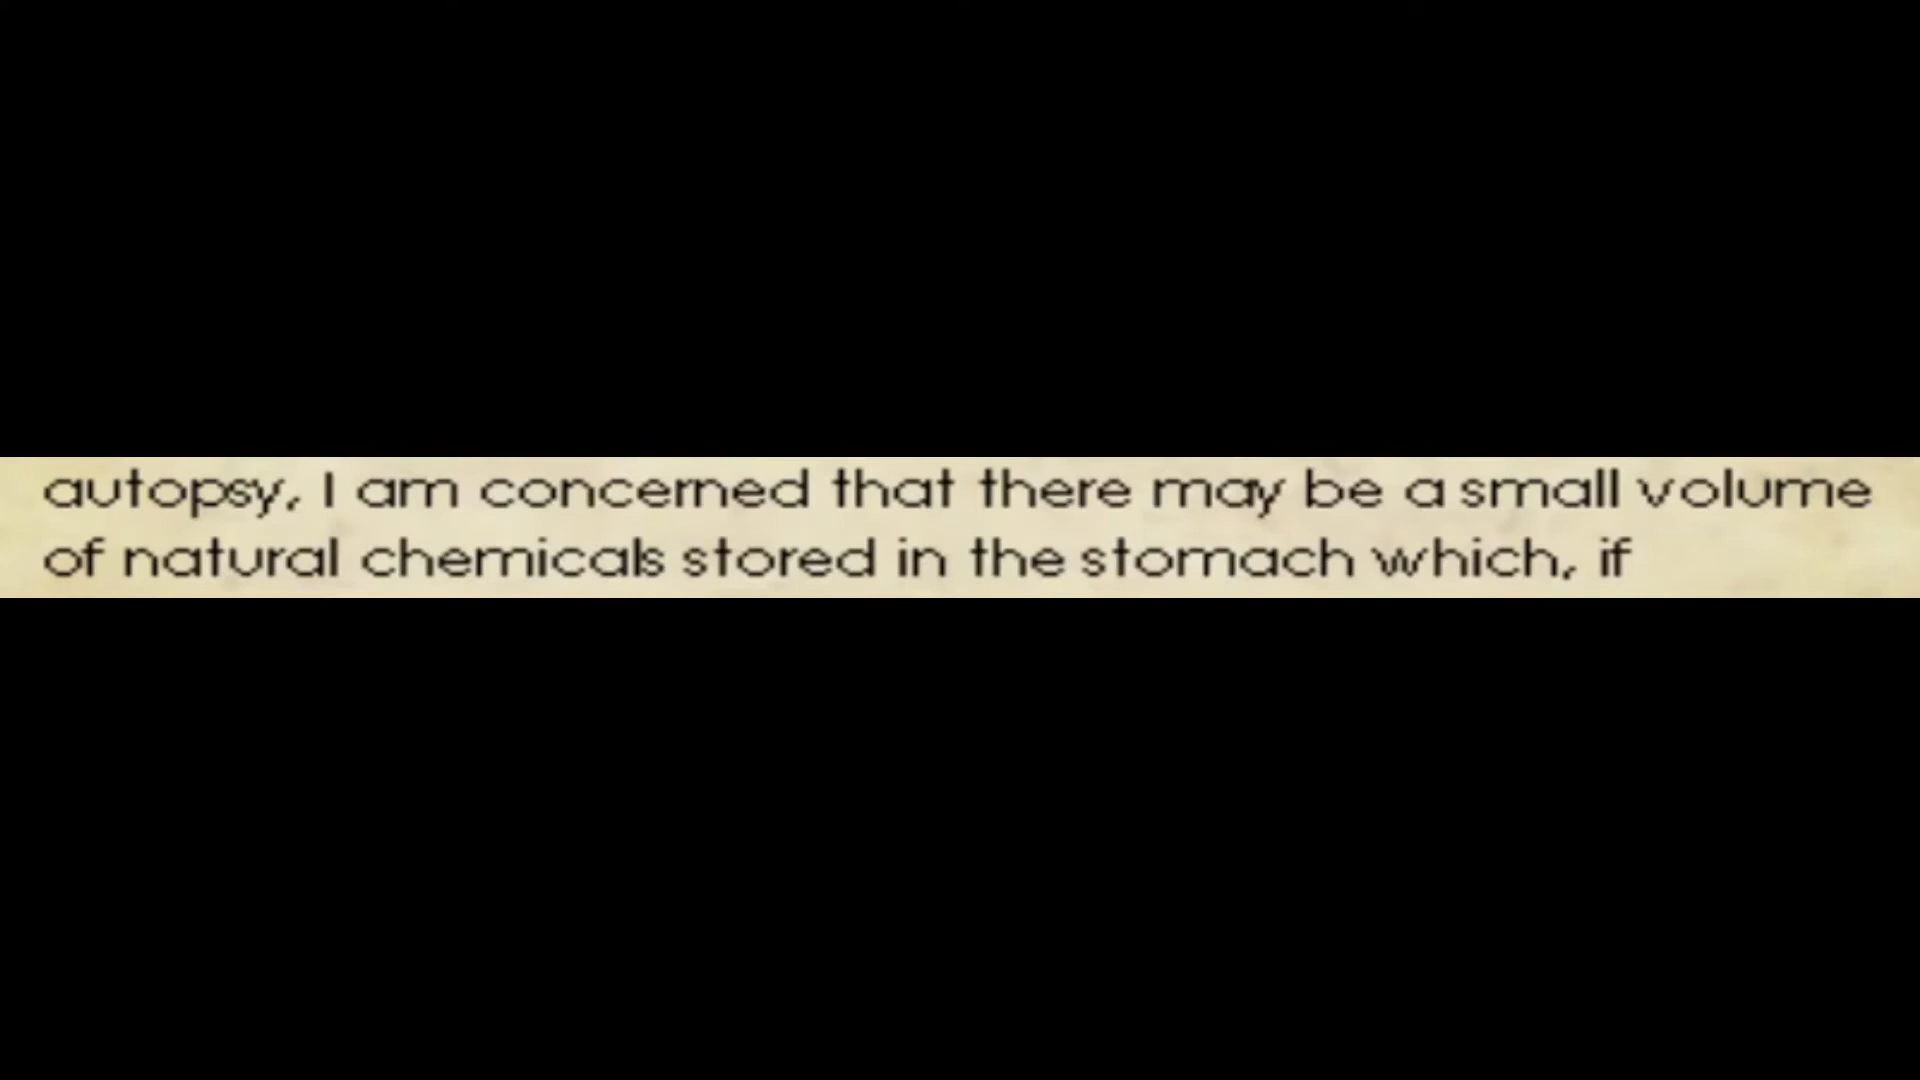 autopsy, I am concerned that there may be a small volume
of natural chemicals stored in the stomach which, if